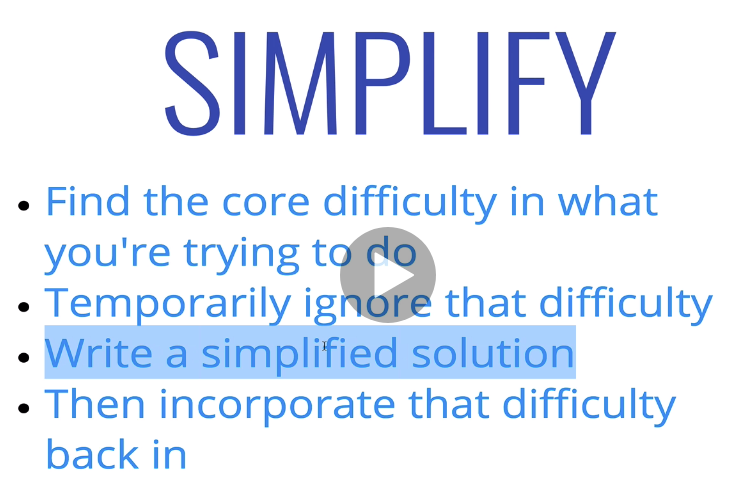 SIMPLIFY
• Find the core difficulty in what
you're trying to do
• Temporarily ignore that difficulty
• Write a simplified solution
• Then incorporate that difficulty
back in